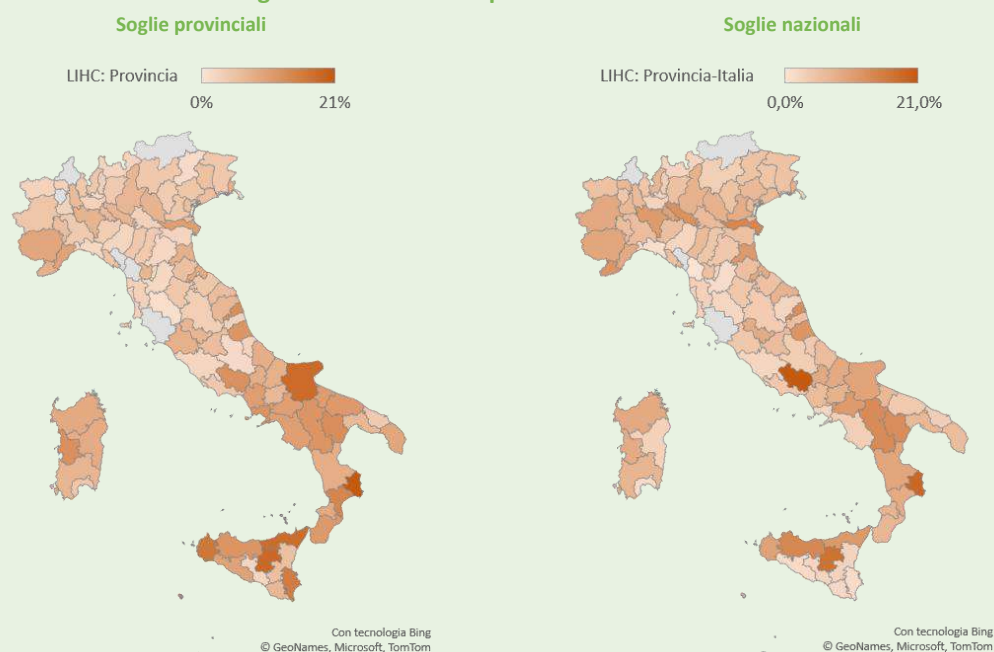 Soglie provinciali
Soglie nazionali
LIHC: Provincia
0%
21%
LIHC: Provincia-Italia
0,0%
21,0%
Con tecnologia Bing
© GeoNames, Microsoft, TomTom
Con tecnologia Bing
© GeoNames, Microsoft, TomTom